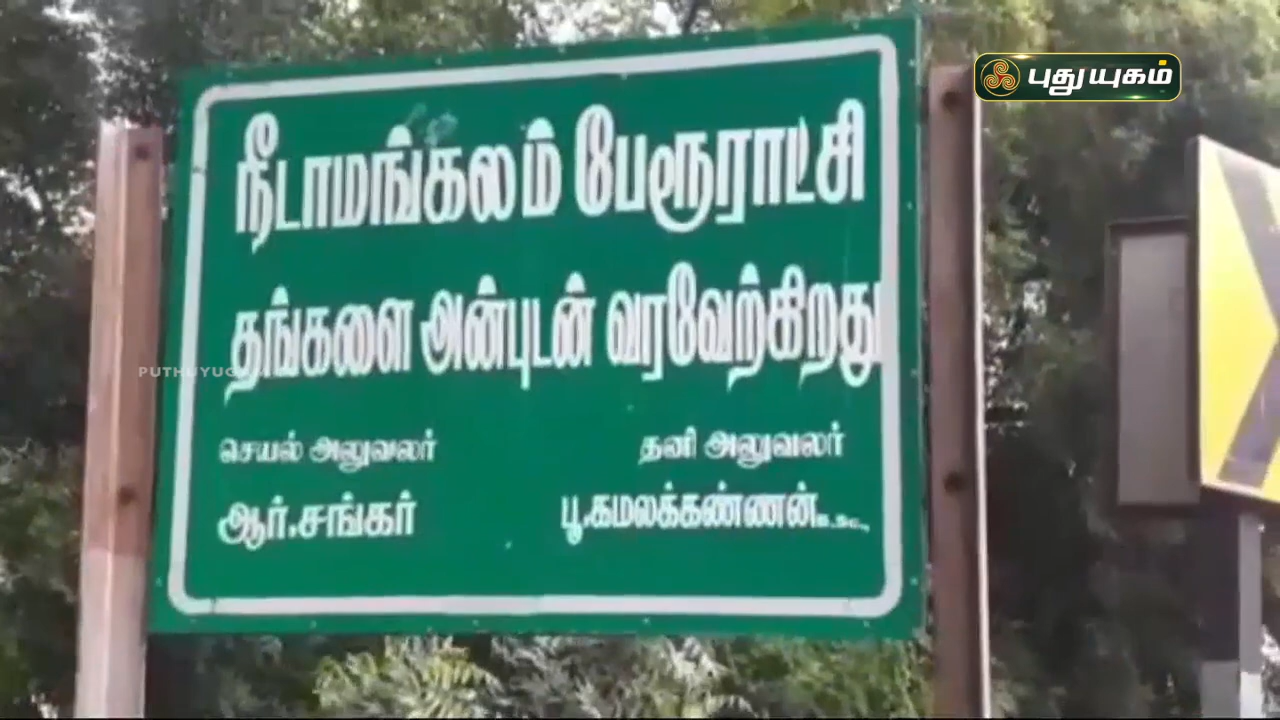 புதுயுகம்
நீடாமங்கலம் பேரூராட்சி
தங்களை அன்புடன் வரவேற்கிறது
செயல் அலுவலர் தனி அலுவலர்
ஆர்.சங்கர் பூ.கமலக்கண்ணன்